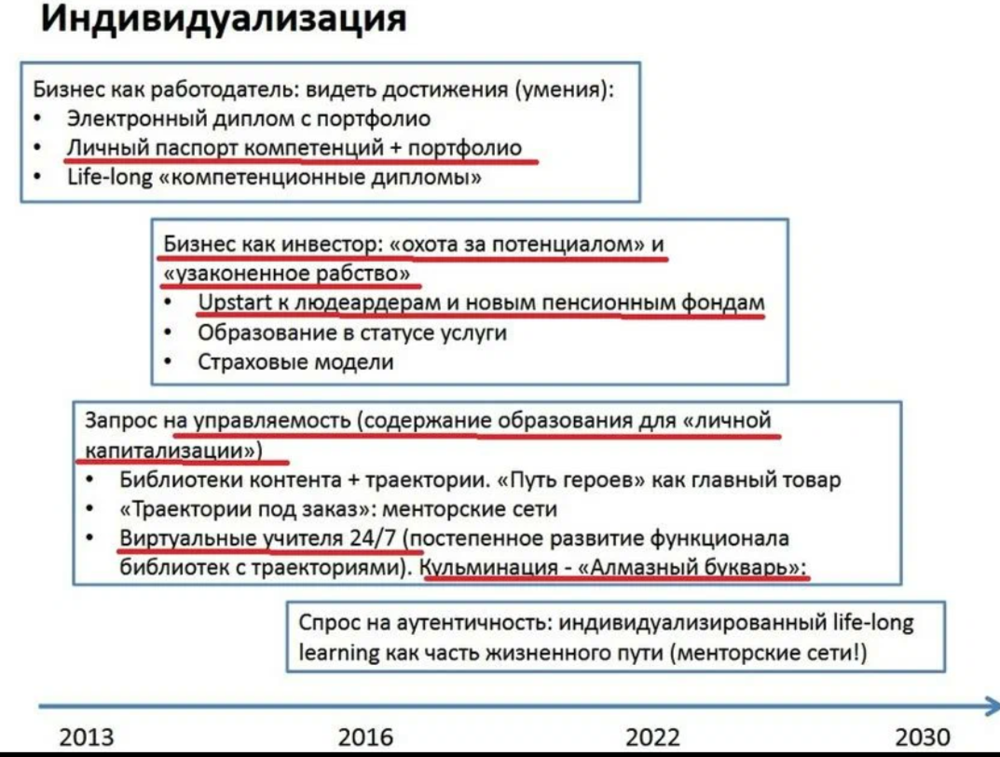 Индивидуализация
Бизнес как работодатель: видеть достижения (умения):
• Электронный диплом с портфолио
• Личный паспорт компетенций + портфолио
• Life-long «компетенционные дипломы»
Бизнес как инвестор: «охота за потенциалом» и
«узаконенное рабство»
• Upstart к людеардерам и новым пенсионным фондам
• Образование в статусе услуги
• Страховые модели
Запрос на управляемость (содержание образования для «личной
капитализации»)
• Библиотеки контента + траектории. «Путь героев» как главный товар
• «Траектории под заказ»: менторские сети
• Виртуальные учителя 24/7 (постепенное развитие функционала
библиотек с траекториями). Кульминация - «Алмазный букварь»:
Спрос на аутентичность: индивидуализированный life-long
learning как часть жизненного пути (менторские сети!)
2013 2016 2022 2030